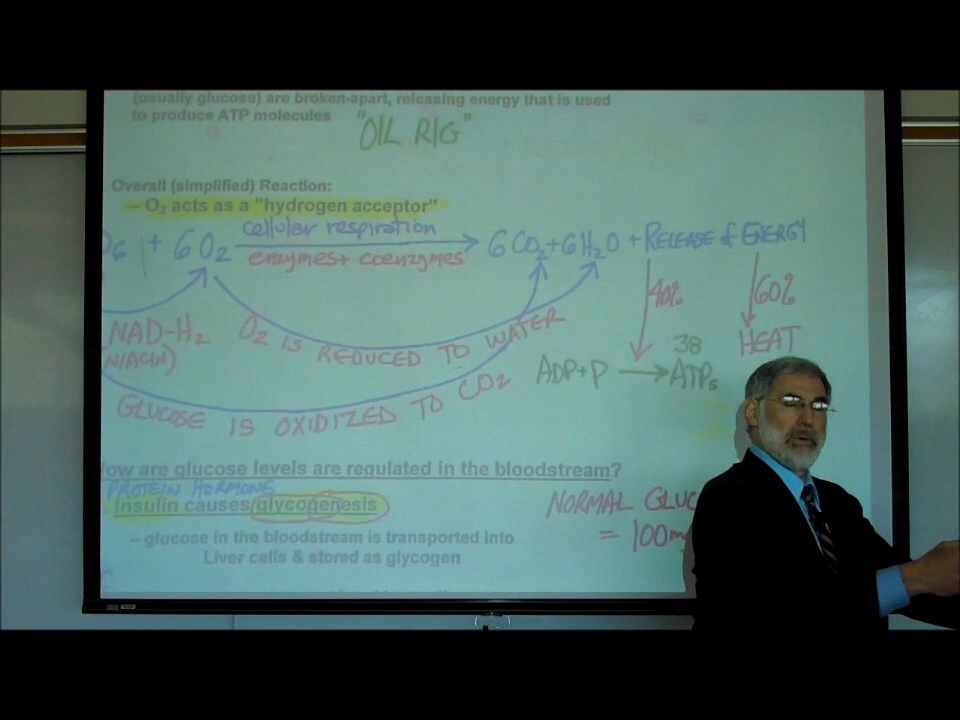 (usually glucose) are broken-apart, releasing energy that is used
to produce ATP molecules "OIL RIG"
Overall (simplified) Reaction:
– O2 acts as a "hydrogen acceptor"
cellular respiration
O6 + 6O2 6CO2+6H2O + RELEASE of ENERGY
enzymes+ coenzymes
40% 60%
NAD-H2 O2 IS REDUCED TO WATER HEAT
(NIACIN) 38
ADP+P → ATPs
GLUCOSE IS OXIDIZED TO CO2
How are glucose levels are regulated in the bloodstream?
PROTEIN HORMONE
Insulin causes glycogenesis NORMAL GLUC
– glucose in the bloodstream is transported into = 100m
Liver cells & stored as glycogen